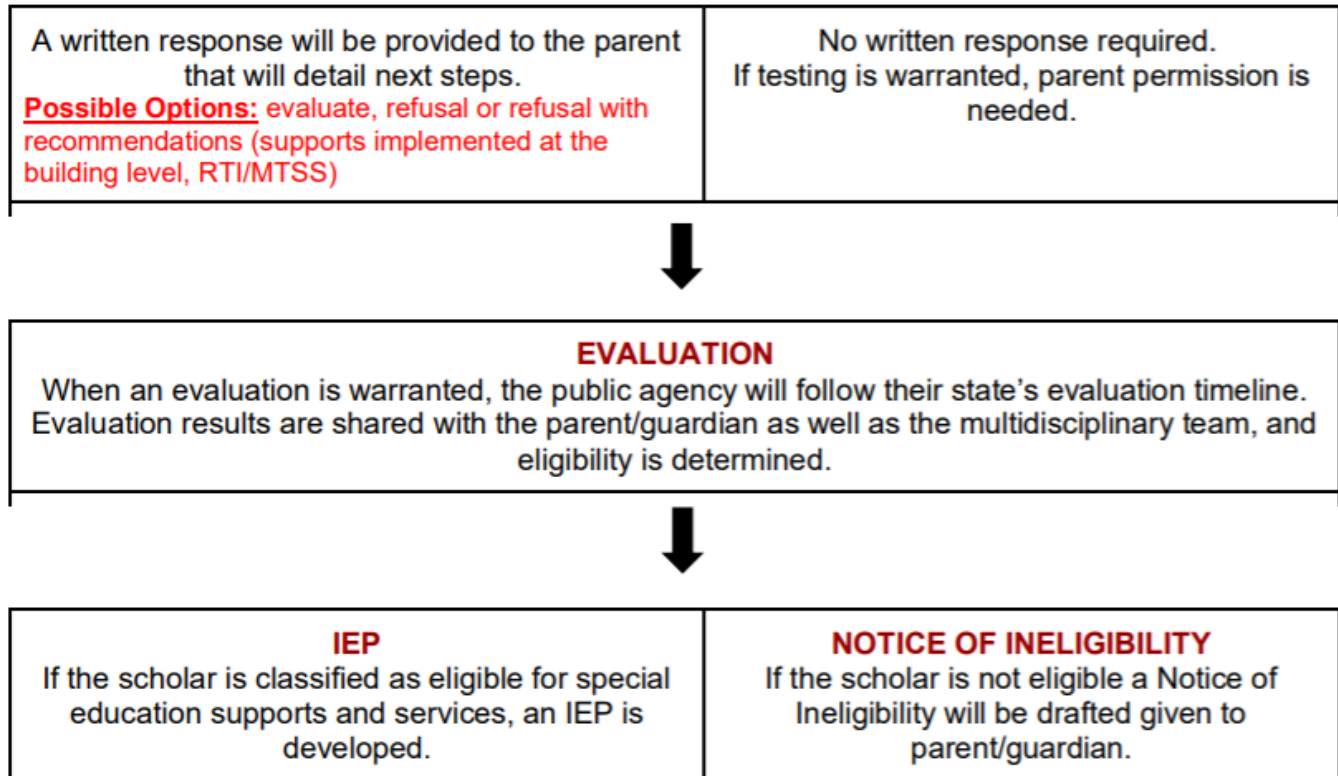 A written response will be provided to the parent
that will detail next steps.
Possible Options: evaluate, refusal or refusal with
recommendations (supports implemented at the
building level, RTI/MTSS)
No written response required.
If testing is warranted, parent permission is
needed.
EVALUATION
When an evaluation is warranted, the public agency will follow their state’s evaluation timeline.
Evaluation results are shared with the parent/guardian as well as the multidisciplinary team, and
eligibility is determined.
IEP
If the scholar is classified as eligible for special
education supports and services, an IEP is
developed.
NOTICE OF INELIGIBILITY
If the scholar is not eligible a Notice of
Ineligibility will be drafted given to
parent/guardian.